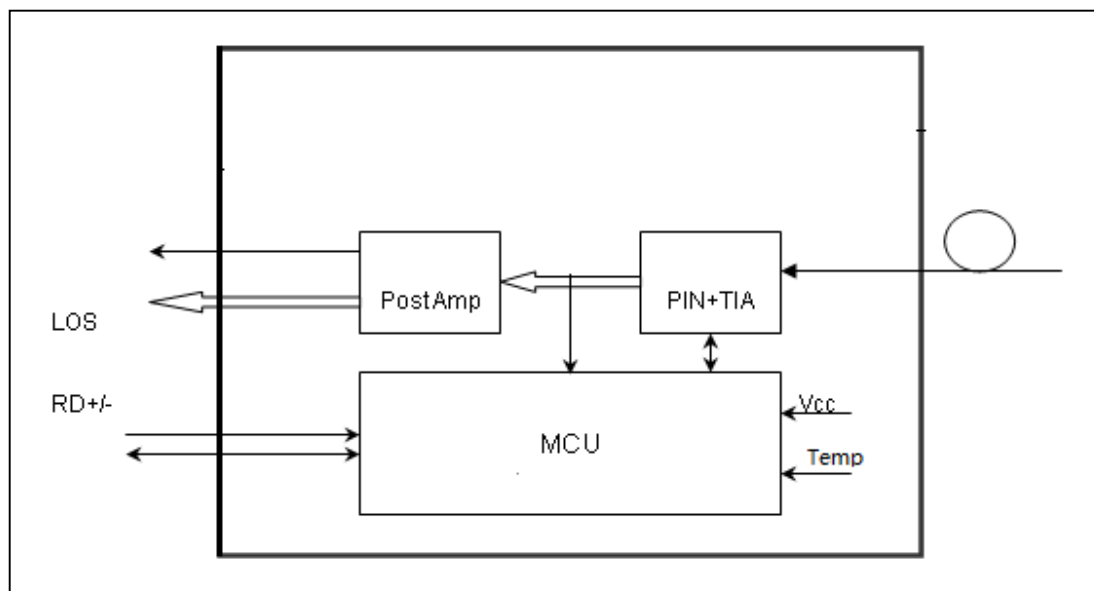 PostAmp
PIN+TIA
LOS
RD+/-
Vcc
MCU
Temp